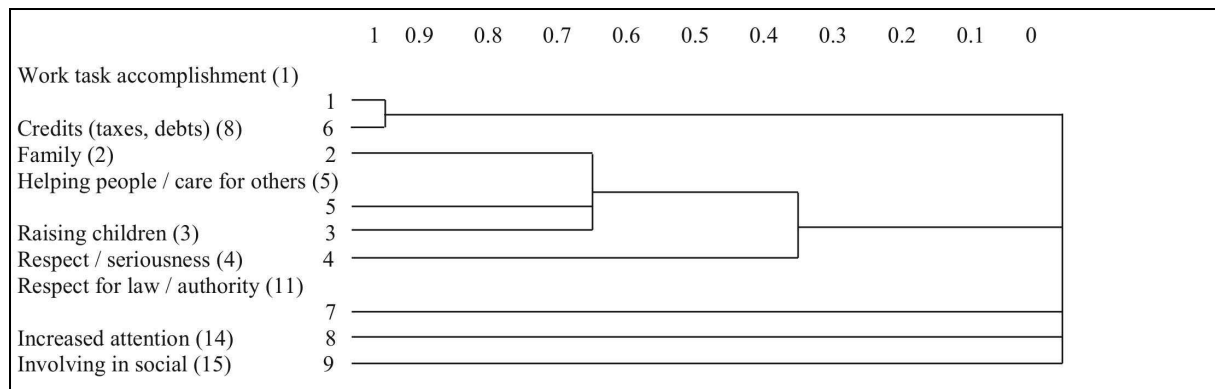 1 0.9 0.8 0.7 0.6 0.5 0.4 0.3 0.2 0.1 0
Work task accomplishment (1)
1
Credits (taxes, debts) (8) 6
Family (2) 2
Helping people / care for others (5)
5
Raising children (3) 3
Respect / seriousness (4) 4
Respect for law / authority (11)
7
Increased attention (14) 8
Involving in social (15) 9